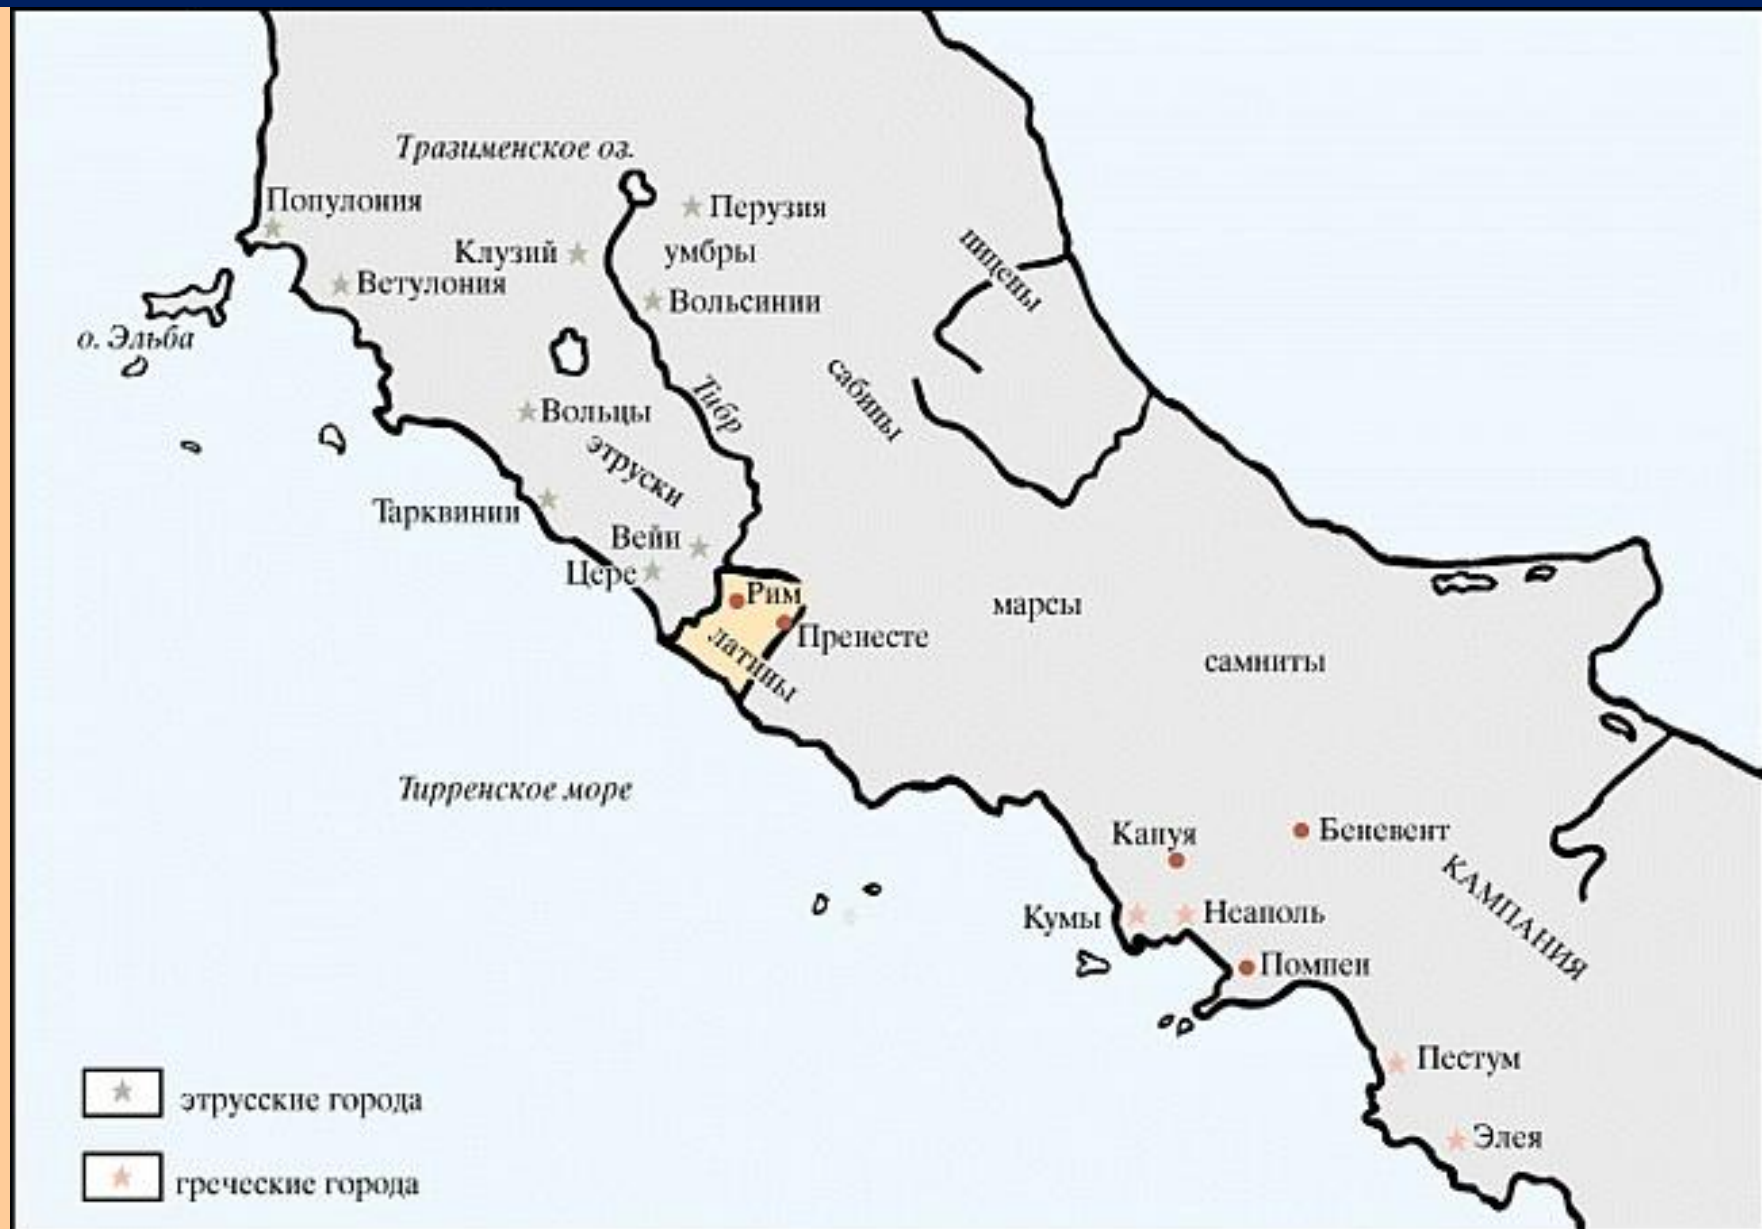 Тразименское оз.
Популония
Перузия
Клузий
умбры
пицены
Ветулония
Вольсинии
о. Эльба
сабины
Тибр
Вольцы
этруски
Тарквинии
Вейи
Цере
Рим
Пренесте
латины
марсы
самниты
Тирренское море
Капуя
Беневент
КАМПАНИЯ
Кумы
Неаполь
Помпеи
Пестум
Элея
этрусские города
греческие города